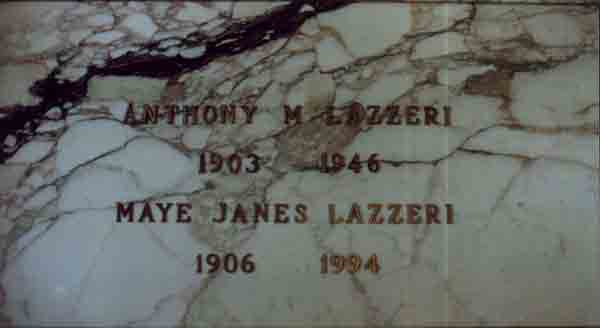 ANTHONY M LAZZERI
1903 1946
MAYE JANES LAZZERI
1906 1994